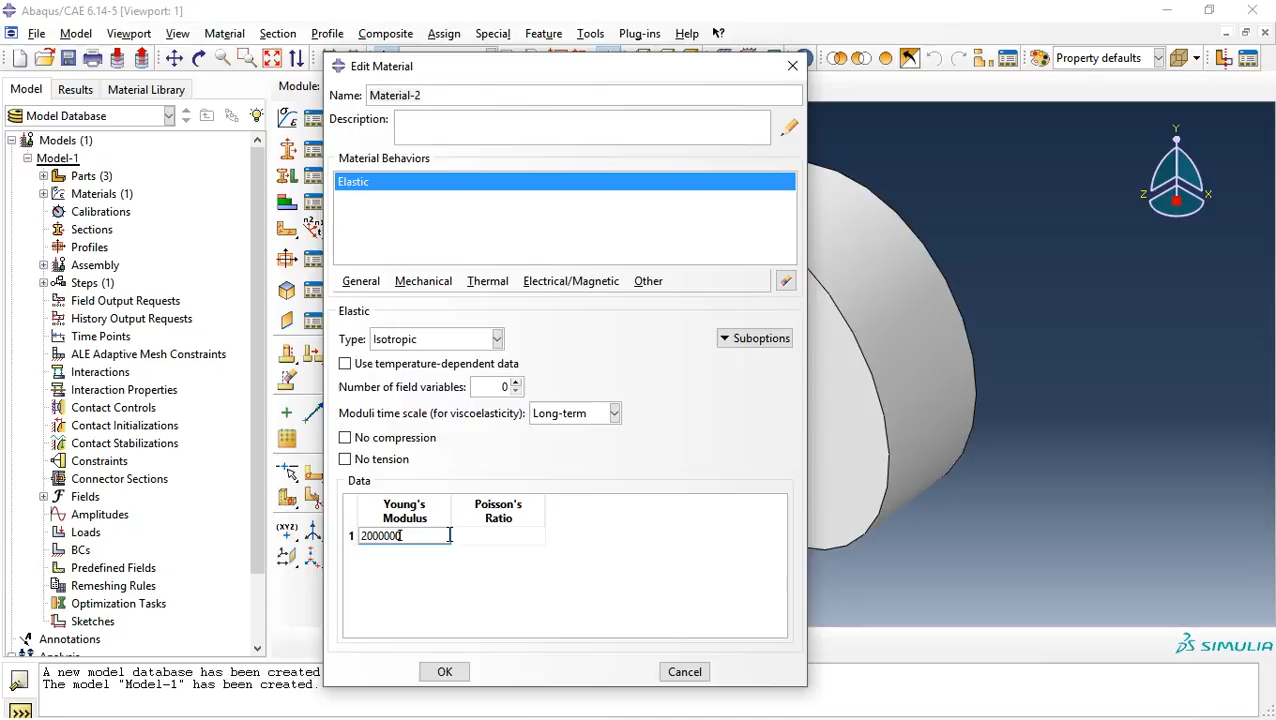 Abaqus/CAE 6.14-5 [Viewport: 1]
File Model Viewport View Material Section Profile Composite Assign Special Feature Tools Plug-ins Help
Property defaults
Model Results Material Library
Module:
Model Database
Models (1)
Model-1
Parts (3)
Materials (1)
Calibrations
Sections
Profiles
Assembly
Steps (1)
Field Output Requests
History Output Requests
Time Points
ALE Adaptive Mesh Constraints
Interactions
Interaction Properties
Contact Controls
Contact Initializations
Contact Stabilizations
Constraints
Connector Sections
Fields
Amplitudes
Loads
BCs
Predefined Fields
Remeshing Rules
Optimization Tasks
Sketches
Annotations
Edit Material
Name: Material-2
Description:
Material Behaviors
Elastic
General Mechanical Thermal Electrical/Magnetic Other
Elastic
Type: Isotropic
Suboptions
Use temperature-dependent data
Number of field variables: 0
Moduli time scale (for viscoelasticity): Long-term
No compression
No tension
Data
Young's Modulus
Poisson's Ratio
1 2000000
OK Cancel
Y
Z X
SIMULIA
A new model database has been created
The model "Model-1" has been created.